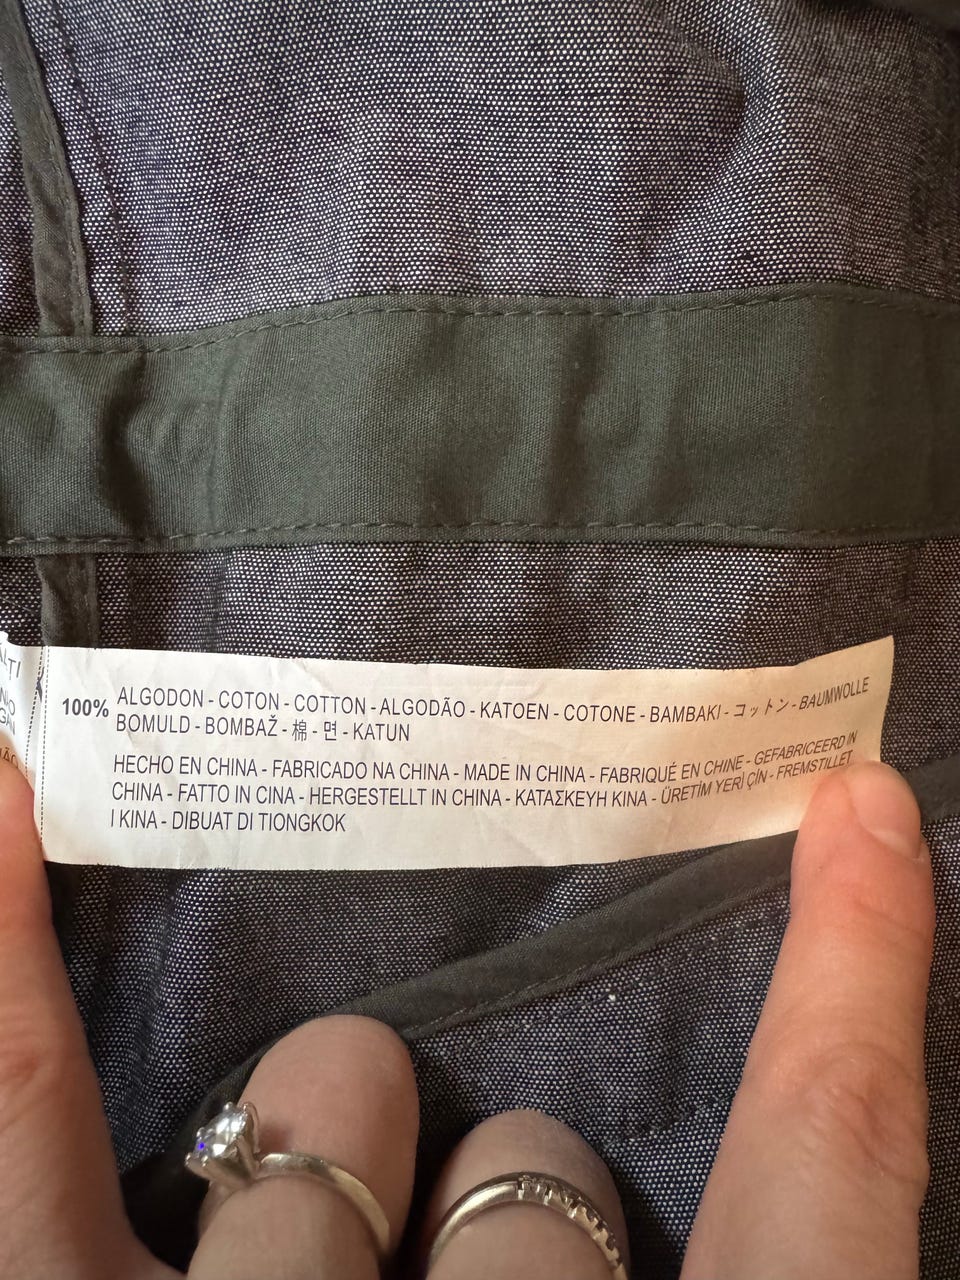 100% ALGODON - COTON - COTTON - ALGODÃO - KATOEN - COTONE - BAMBAKI - コットン - BAUMWOLLE
BOMULD - BOMBAŽ - 棉 - 면 - KATUN
HECHO EN CHINA - FABRICADO NA CHINA - MADE IN CHINA - FABRIQUÉ EN CHINE - GEFABRICEERD IN
CHINA - FATTO IN CINA - HERGESTELLT IN CHINA - ΚΑΤΑΣΚΕΥΗ ΚΙΝΑ - ÜRETİM YERİ ÇİN - FREMSTILLET
I KINA - DIBUAT DI TIONGKOK